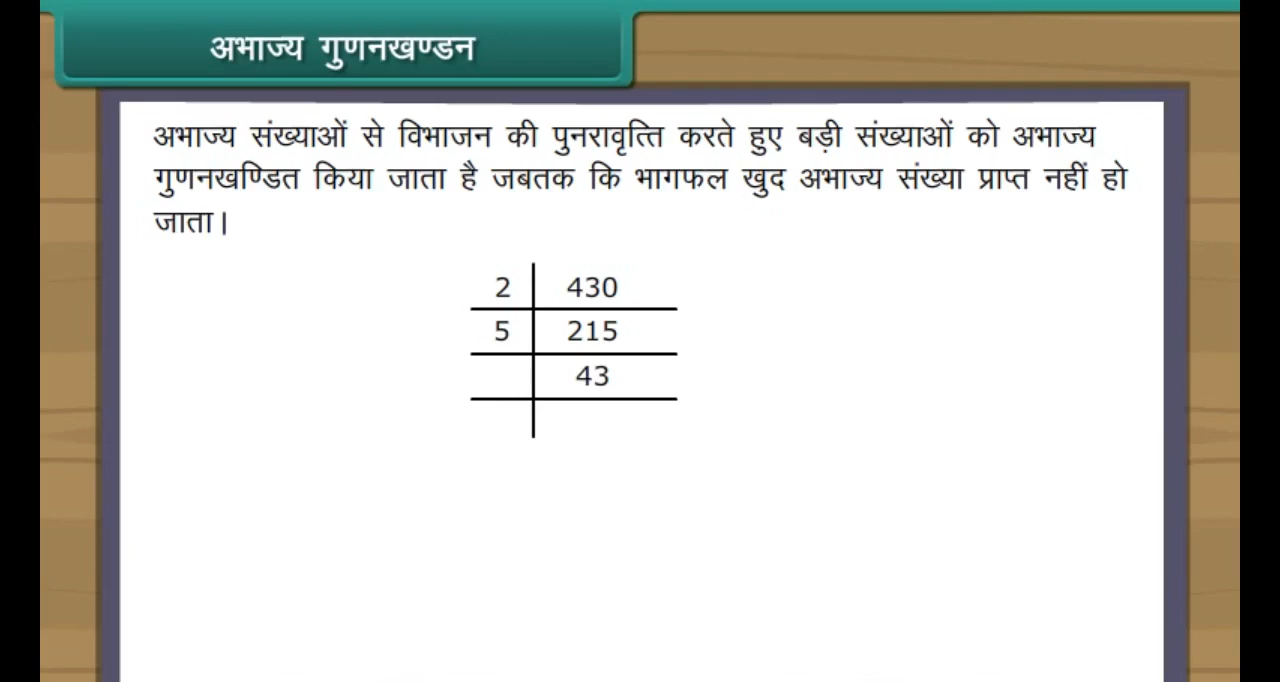 अभाज्य गुणनखण्डन
अभाज्य संख्याओं से विभाजन की पुनरावृत्ति करते हुए बड़ी संख्याओं को अभाज्य
गुणनखण्डित किया जाता है जबतक कि भागफल खुद अभाज्य संख्या प्राप्त नहीं हो
जाता।
2 430
5 215
43